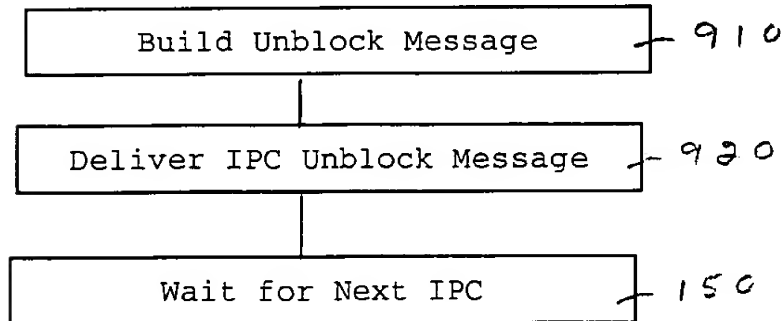 Build Unblock Message 910
Deliver IPC Unblock Message 920
Wait for Next IPC 150